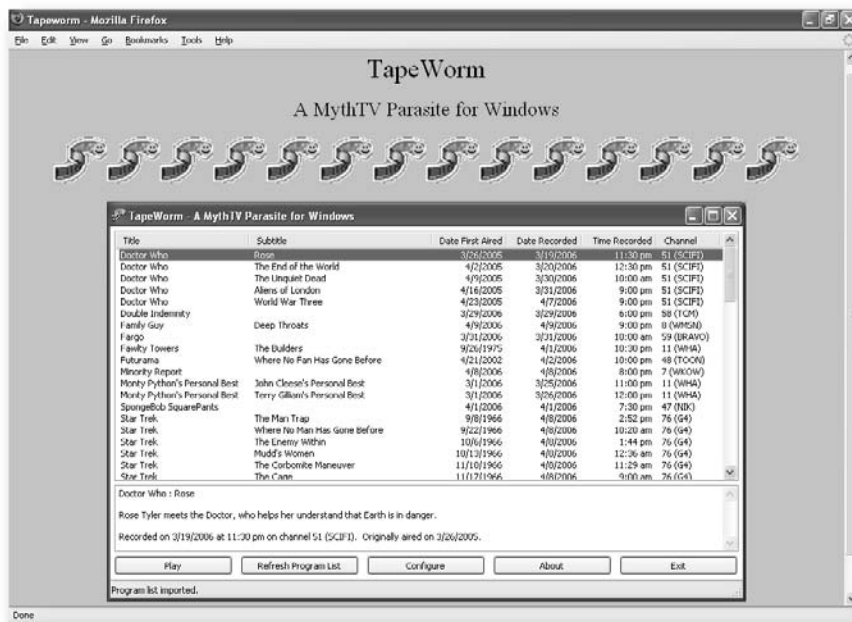 Tapeworm - Mozilla Firefox
File Edit View Go Bookmarks Tools Help
TapeWorm
A MythTV Parasite for Windows
TapeWorm - A MythTV Parasite for Windows
Title Subtitle Date First Aired Date Recorded Time Recorded Channel
Doctor Who Rose 3/26/2005 3/19/2006 11:30 pm 51 (SCIFI)
Doctor Who The End of the World 4/2/2005 3/20/2006 12:30 pm 51 (SCIFI)
Doctor Who The Unquiet Dead 4/9/2005 3/30/2006 10:00 am 51 (SCIFI)
Doctor Who Aliens of London 4/16/2005 3/31/2006 9:00 pm 51 (SCIFI)
Doctor Who World War Three 4/23/2005 4/7/2006 9:00 pm 51 (SCIFI)
Double Indemnity 3/29/2006 3/29/2006 6:00 pm 58 (TCM)
Family Guy Deep Throats 4/9/2006 4/9/2006 9:00 pm 8 (WMSN)
Fargo 3/31/2006 3/31/2006 10:00 am 59 (BRAVO)
Fawlty Towers The Builders 9/26/1975 4/1/2006 10:30 pm 11 (WHA)
Futurama Where No Fan Has Gone Before 4/21/2002 4/2/2006 10:00 pm 48 (TOON)
Minority Report 4/8/2006 4/8/2006 8:00 pm 7 (WKOW)
Monty Python's Personal Best John Cleese's Personal Best 3/1/2006 3/25/2006 11:00 pm 11 (WHA)
Monty Python's Personal Best Terry Gilliam's Personal Best 3/1/2006 3/26/2006 12:00 pm 11 (WHA)
SpongeBob SquarePants 4/1/2006 4/1/2006 7:30 pm 47 (NIK)
Star Trek The Man Trap 9/8/1966 4/8/2006 2:52 pm 76 (G4)
Star Trek Where No Man Has Gone Before 9/22/1966 4/8/2006 10:20 am 76 (G4)
Star Trek The Enemy Within 10/6/1966 4/8/2006 1:44 pm 76 (G4)
Star Trek Mudd's Women 10/13/1966 4/8/2006 12:36 am 76 (G4)
Star Trek The Corbomite Maneuver 11/10/1966 4/8/2006 11:29 am 76 (G4)
Star Trek The Cage 11/17/1966 4/8/2006 9:00 am 76 (G4)
Doctor Who : Rose
Rose Tyler meets the Doctor, who helps her understand that Earth is in danger.
Recorded on 3/19/2006 at 11:30 pm on channel 51 (SCIFI). Originally aired on 3/26/2005.
Play Refresh Program List Configure About Exit
Program list imported.
Done